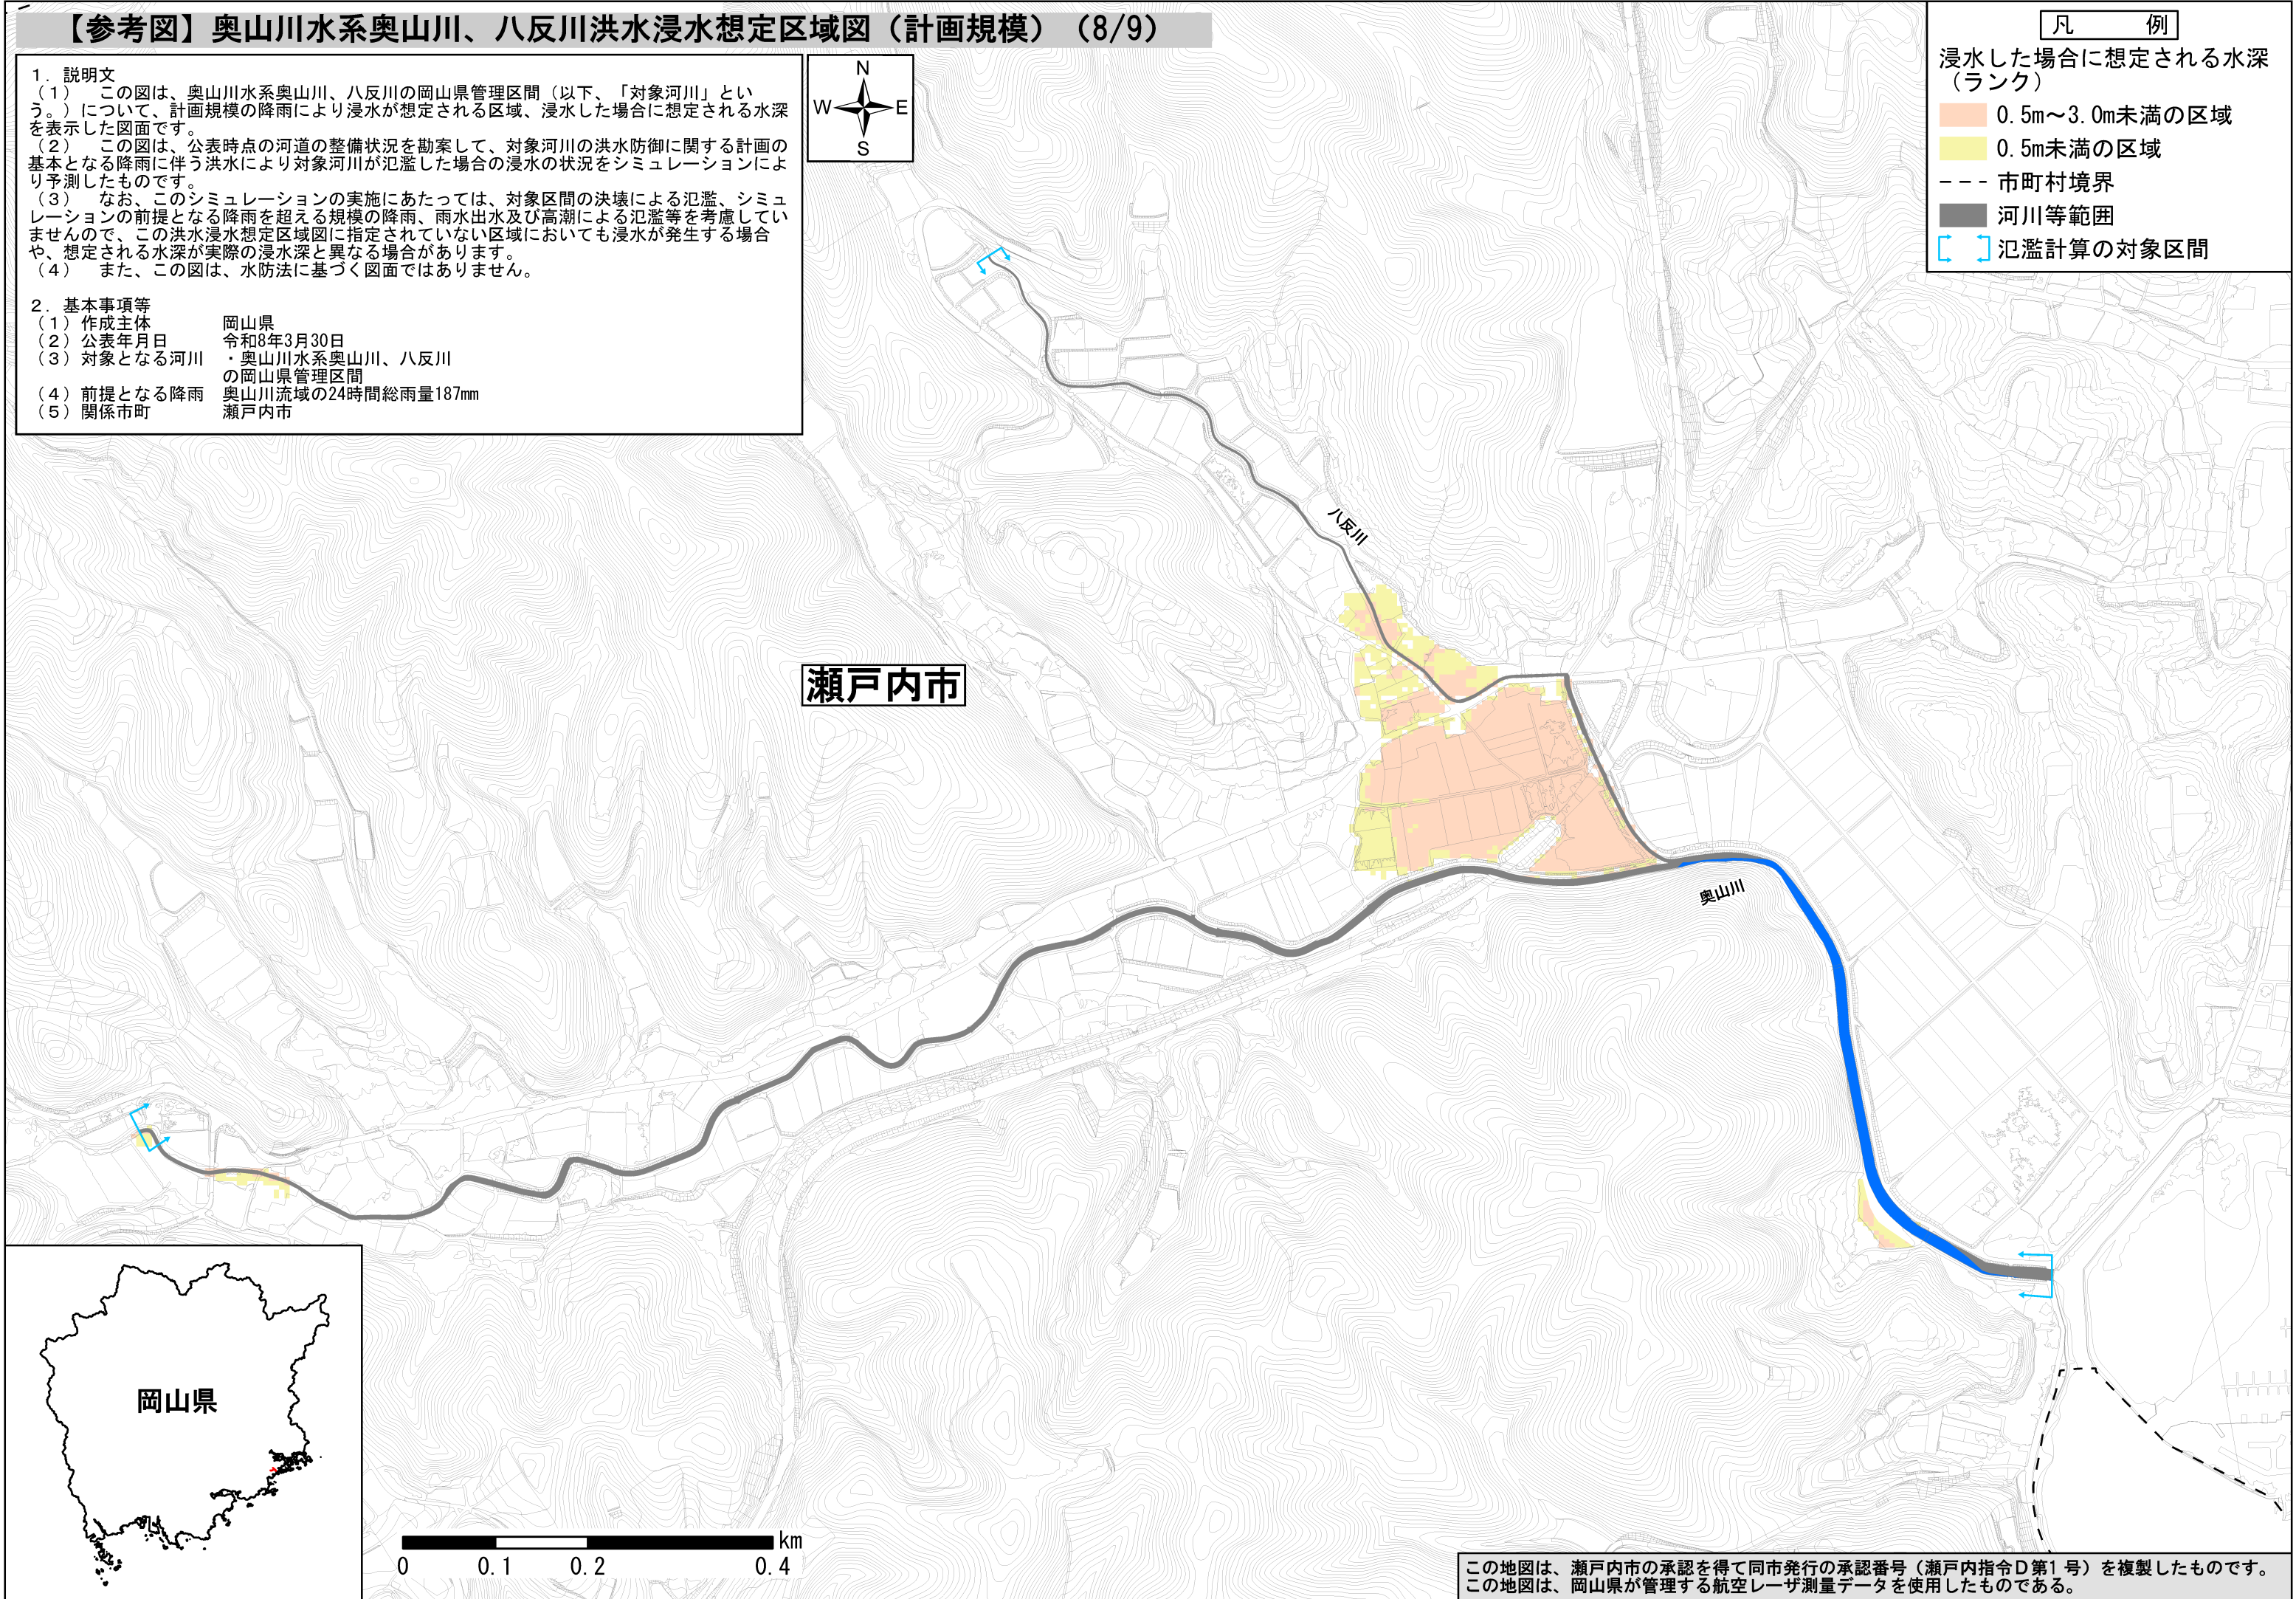 【参考図】奥山川水系奥山川、八反川洪水浸水想定区域図（計画規模）（8/9）
1．説明文
（1）　この図は、奥山川水系奥山川、八反川の岡山県管理区間（以下、「対象河川」とい
う。）について、計画規模の降雨により浸水が想定される区域、浸水した場合に想定される水深
を表示した図面です。
（2）　この図は、公表時点の河道の整備状況を勘案して、対象河川の洪水防御に関する計画の
基本となる降雨に伴う洪水により対象河川が氾濫した場合の浸水の状況をシミュレーションによ
り予測したものです。
（3）　なお、このシミュレーションの実施にあたっては、対象区間の決壊による氾濫、シミュ
レーションの前提となる降雨を超える規模の降雨、雨水出水及び高潮による氾濫等を考慮してい
ませんので、この洪水浸水想定区域図に指定されていない区域においても浸水が発生する場合
や、想定される水深が実際の浸水深と異なる場合があります。
（4）　また、この図は、水防法に基づく図面ではありません。
2．基本事項等
（1）作成主体　岡山県
（2）公表年月日　令和8年3月30日
（3）対象となる河川　・奥山川水系奥山川、八反川
の岡山県管理区間
（4）前提となる降雨　奥山川流域の24時間総雨量187mm
（5）関係市町　瀬戸内市
N
W E
S
凡　例
浸水した場合に想定される水深
（ランク）
0.5m～3.0m未満の区域
0.5m未満の区域
市町村境界
河川等範囲
氾濫計算の対象区間
八反川
瀬戸内市
奥山川
岡山県
km
0 0.1 0.2 0.4
この地図は、瀬戸内市の承認を得て同市発行の承認番号（瀬戸内指令Ｄ第1号）を複製したものです。
この地図は、岡山県が管理する航空レーザ測量データを使用したものである。